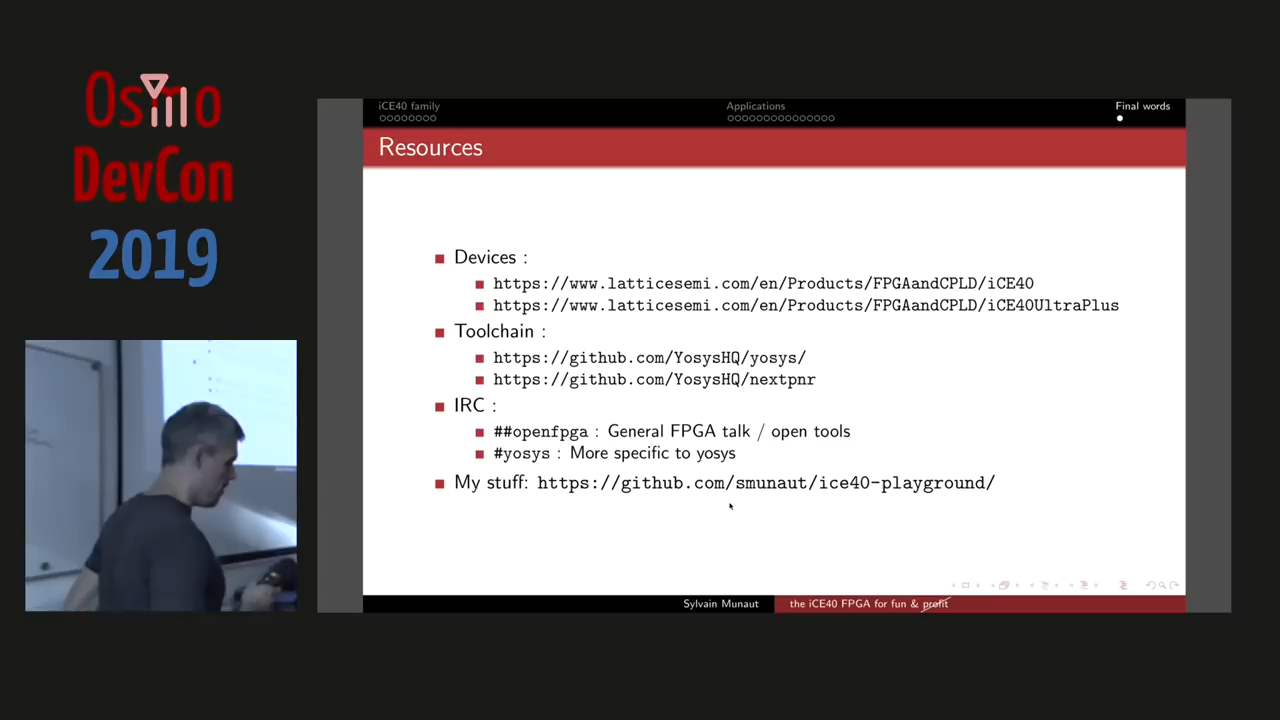 Osmo
DevCon
2019
iCE40 family
Applications
Final words
Resources
Devices :
https://www.latticesemi.com/en/Products/FPGAandCPLD/iCE40
https://www.latticesemi.com/en/Products/FPGAandCPLD/iCE40UltraPlus
Toolchain :
https://github.com/YosysHQ/yosys/
https://github.com/YosysHQ/nextpnr
IRC :
##openfpga : General FPGA talk / open tools
#yosys : More specific to yosys
My stuff: https://github.com/smunaut/ice40-playground/
Sylvain Munaut
the iCE40 FPGA for fun & profit